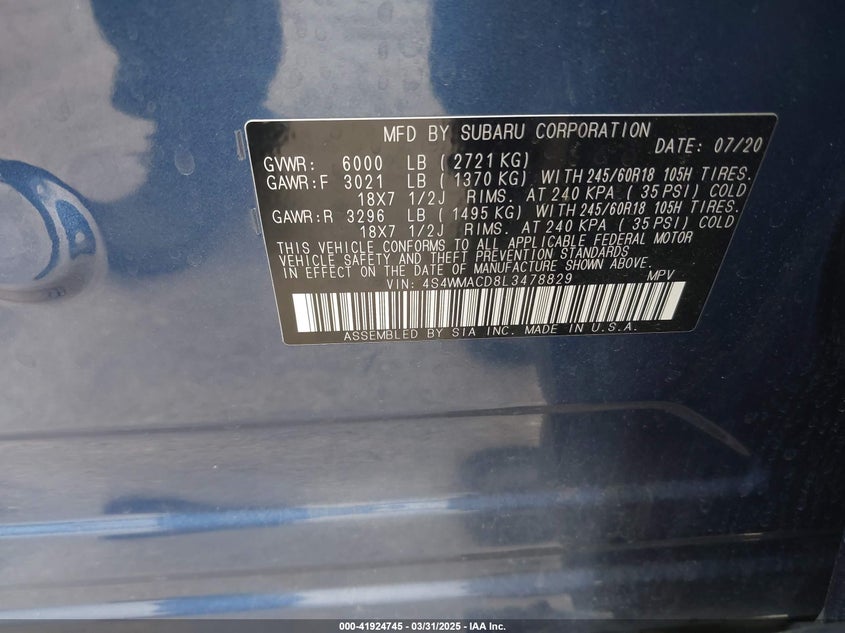 MFD BY SUBARU CORPORATION DATE: 07/20
GVWR: 6000 LB ( 2721 KG)
GAWR:F 3021 LB ( 1370 KG) WITH 245/60R18 105H TIRES.
18X7 1/2J RIMS. AT 240 KPA ( 35 PSI) COLD
GAWR:R 3296 LB ( 1495 KG) WITH 245/60R18 105H TIRES.
18X7 1/2J RIMS. AT 240 KPA ( 35 PSI) COLD
THIS VEHICLE CONFORMS TO ALL APPLICABLE FEDERAL MOTOR
VEHICLE SAFETY AND THEFT PREVENTION STANDARDS
IN EFFECT ON THE DATE OF MANUFACTURE SHOWN ABOVE.
VIN: 4S4WMACD8L3478829 MPV
ASSEMBLED BY SIA INC. MADE IN U.S.A.
000-41924745 - 03/31/2025 - IAA Inc.